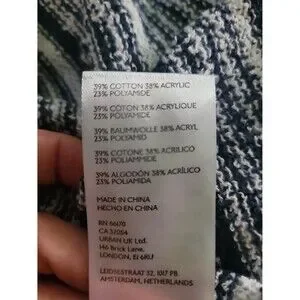 39% COTTON 38% ACRYLIC
23% POLYAMIDE
39% COTON 38% ACRYLIQUE
23% POLYAMIDE
39% BAUMWOLLE 38% ACRYL
23% POLYAMID
39% COTONE 38% ACRILICO
23% POLIAMMIDE
39% ALGODÓN 38% ACRÍLICO
23% POLIAMIDA
MADE IN CHINA
HECHO EN CHINA
RN 66170
CA 32054
URBAN UK Ltd.
146 Brick Lane,
LONDON, E1 6RU
LEIDSESTRAAT 32, 1017 PB
AMSTERDAM, NETHERLANDS